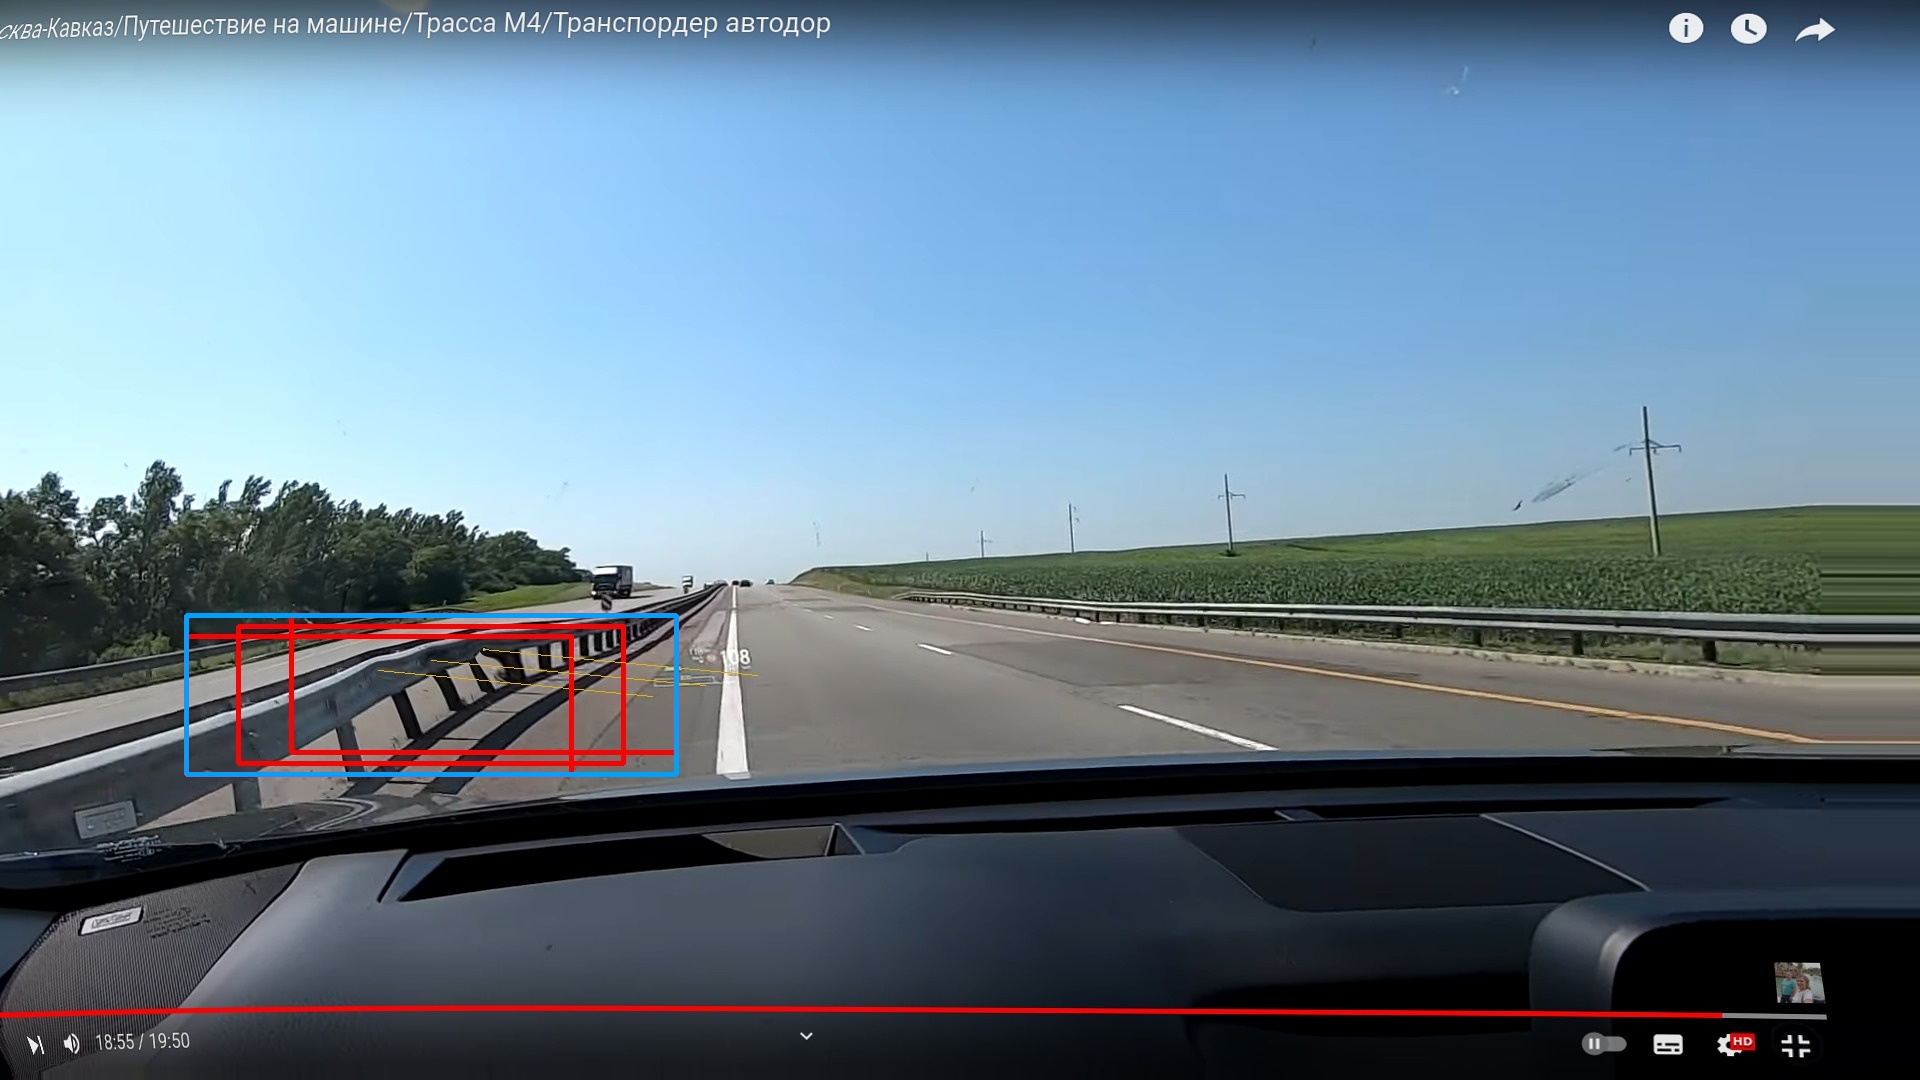 сква-Кавказ/Путешествие на машине/Трасса М4/Транспордер автодор
108
18:55 / 19:50
HD